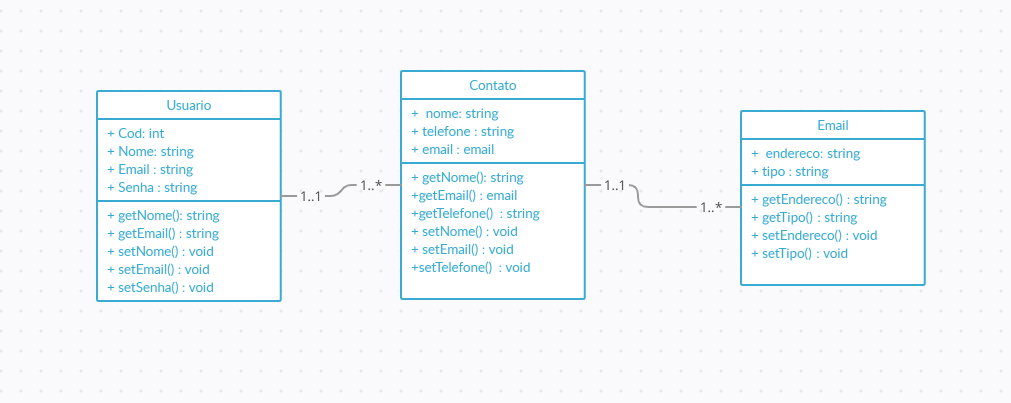 Usuario
+ Cod: int
+ Nome: string
+ Email : string
+ Senha : string
+ getNome(): string
+ getEmail() : string
+ setNome() : void
+ setEmail() : void
+ setSenha() : void
1..1
1..*
Contato
+  nome: string
+ telefone : string
+ email : email
+ getNome(): string
+getEmail() : email
+getTelefone()  : string
+ setNome() : void
+ setEmail() : void
+setTelefone()  : void
1..1
1..*
Email
+  endereco: string
+ tipo : string
+ getEndereco() : string
+ getTipo() : string
+ setEndereco() : void
+ setTipo() : void